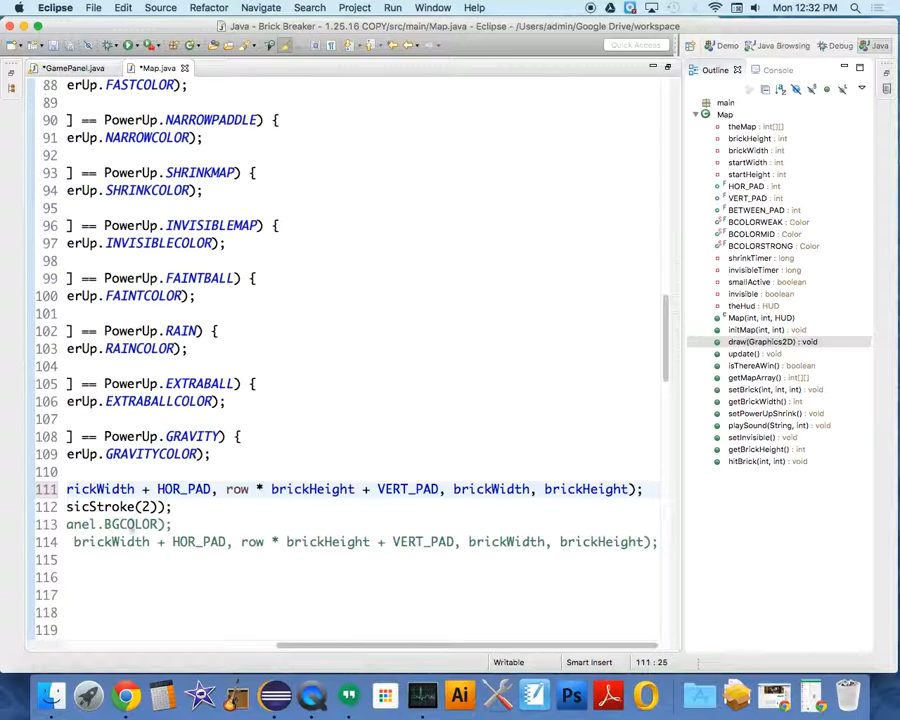 Eclipse File Edit Source Refactor Navigate Search Project Run Window Help Mon 12:32 PM
Java - Brick Breaker - 1.25.16 COPY/src/main/Map.java - Eclipse - /Users/admin/Google Drive/workspace
Quick Access Demo Java Browsing Debug Java
*GamePanel.java *Map.java
Outline Console
88 erUp.FASTCOLOR);
89
90 ] == PowerUp.NARROWPADDLE) {
91 erUp.NARROWCOLOR);
92
93 ] == PowerUp.SHRINKMAP) {
94 erUp.SHRINKCOLOR);
95
96 ] == PowerUp.INVISIBLEMAP) {
97 erUp.INVISIBLECOLOR);
98
99 ] == PowerUp.FAINTBALL) {
100 erUp.FAINTCOLOR);
101
102 ] == PowerUp.RAIN) {
103 erUp.RAINCOLOR);
104
105 ] == PowerUp.EXTRABALL) {
106 erUp.EXTRABALLCOLOR);
107
108 ] == PowerUp.GRAVITY) {
109 erUp.GRAVITYCOLOR);
110
111 rickWidth + HOR_PAD, row * brickHeight + VERT_PAD, brickWidth, brickHeight);
112 sicStroke(2));
113 anel.BGCOLOR);
114 brickWidth + HOR_PAD, row * brickHeight + VERT_PAD, brickWidth, brickHeight);
115
116
117
118
119
main
Map
theMap : int[][]
brickHeight : int
brickWidth : int
startWidth : int
startHeight : int
HOR_PAD : int
VERT_PAD : int
BETWEEN_PAD : int
BCOLORWEAK : Color
BCOLORMID : Color
BCOLORSTRONG : Color
shrinkTimer : long
invisibleTimer : long
smallActive : boolean
invisible : boolean
theHud : HUD
Map(int, int, HUD)
initMap(int, int) : void
draw(Graphics2D) : void
update() : void
isThereAWin() : boolean
getMapArray() : int[][]
setBrick(int, int, int) : void
getBrickWidth() : int
setPowerUpShrink() : void
playSound(String, int) : void
setInvisible() : void
getBrickHeight() : int
hitBrick(int, int) : void
Writable Smart Insert 111 : 25
Ai Ps